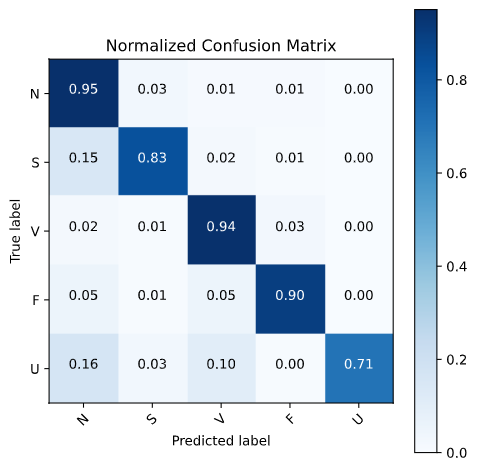 Normalized Confusion Matrix
N 0.95 0.03 0.01 0.01 0.00
S 0.15 0.83 0.02 0.01 0.00
V 0.02 0.01 0.94 0.03 0.00
F 0.05 0.01 0.05 0.90 0.00
U 0.16 0.03 0.10 0.00 0.71
N S V F U
True label
Predicted label
0.8
0.6
0.4
0.2
0.0